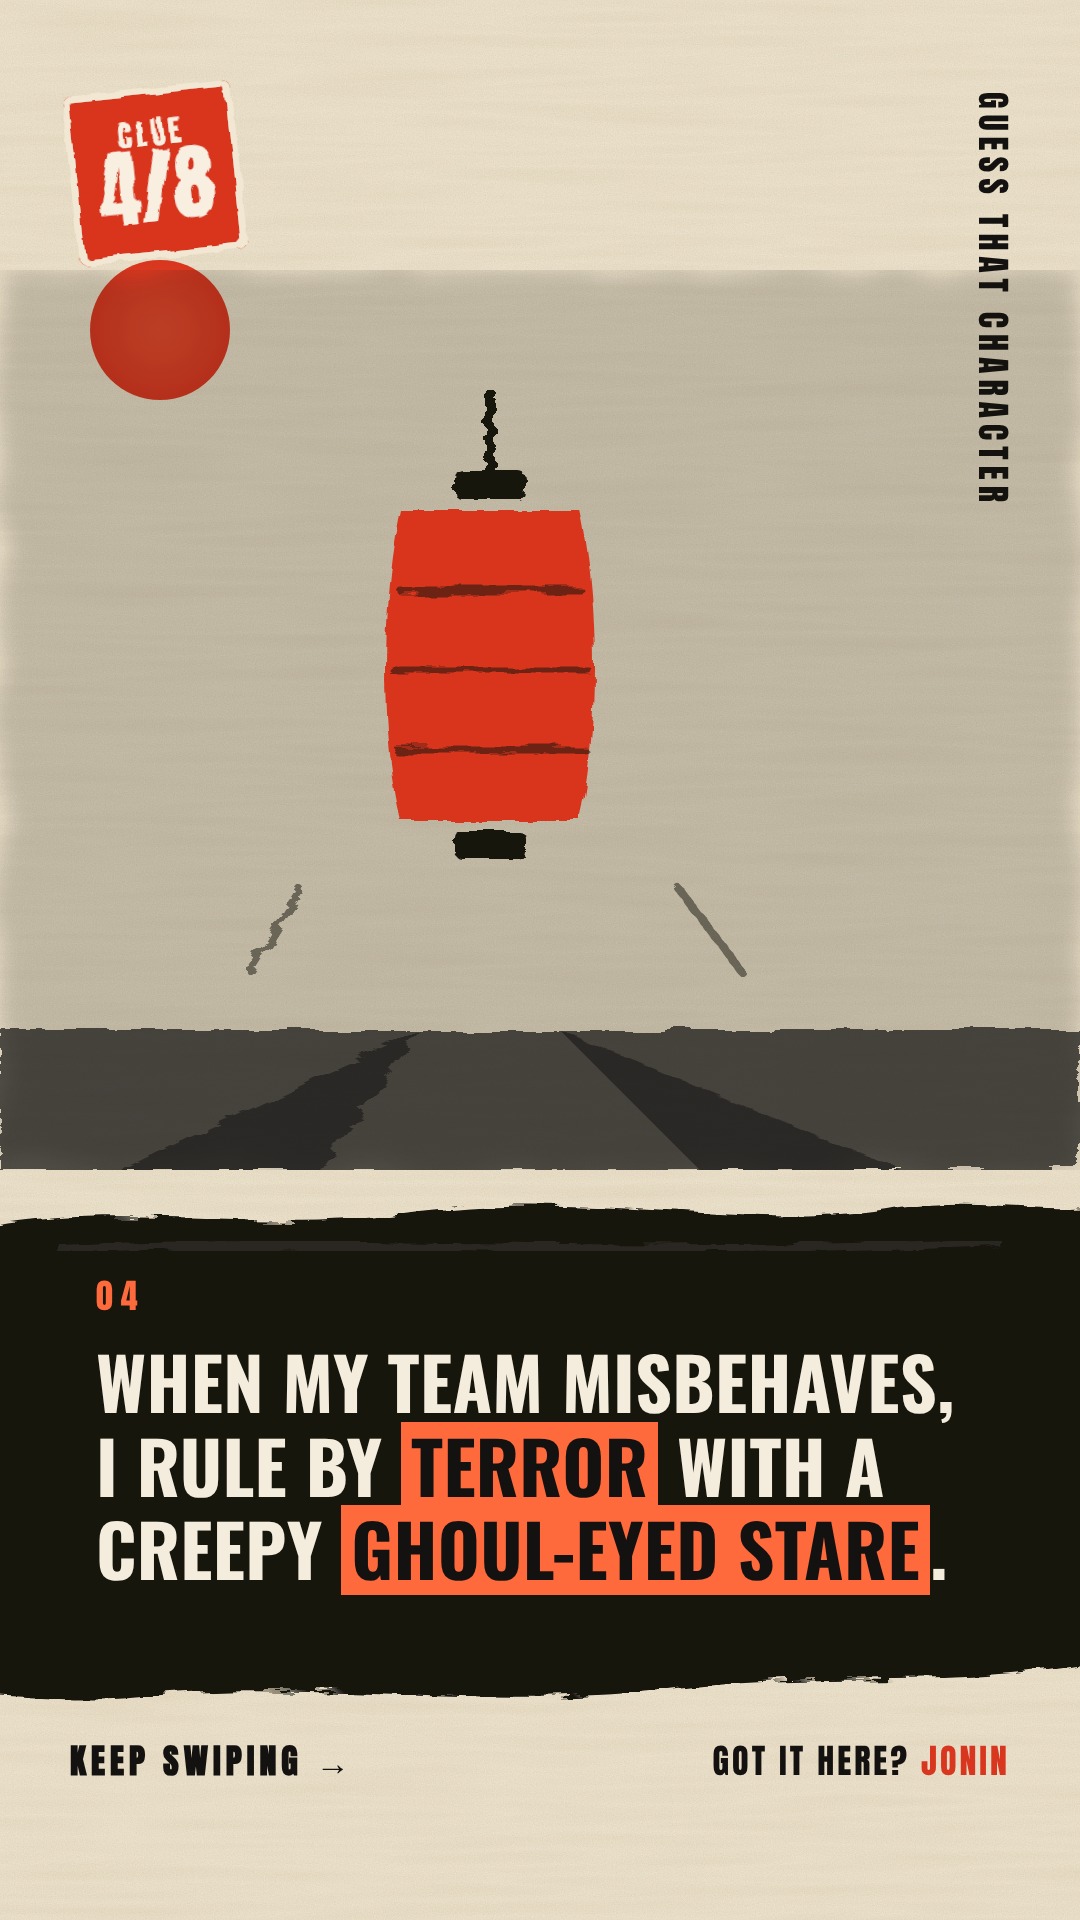 CLUE
4/8
GUESS THAT CHARACTER
04
WHEN MY TEAM MISBEHAVES,
I RULE BY TERROR WITH A
CREEPY GHOUL-EYED STARE.
KEEP SWIPING →
GOT IT HERE? JONIN